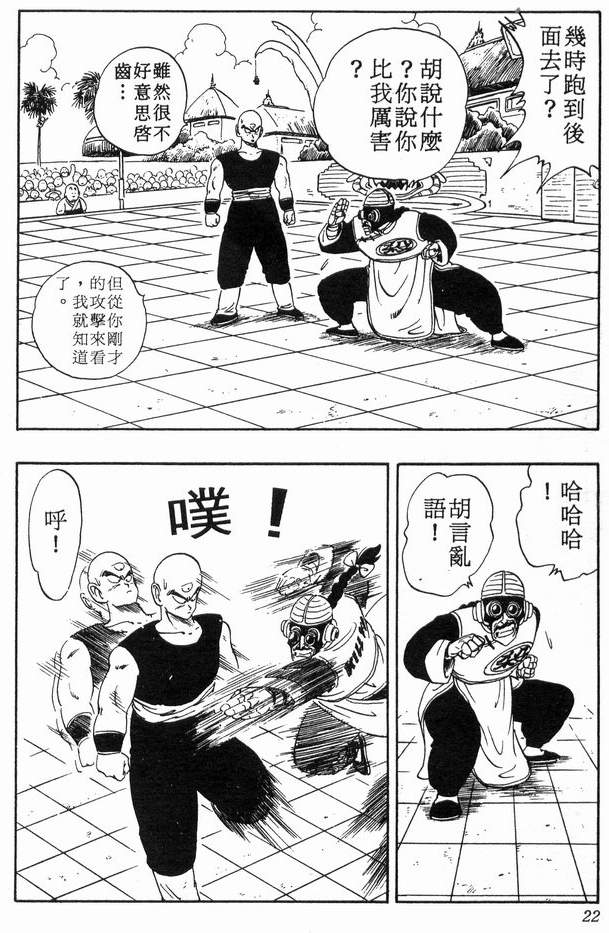 幾時跑到後
面去了？
胡說什麼
？你說你
比我厲害
？
雖然很不
好意思啓
齒…
但從你剛才
的攻擊來看
，我就知道
了。
哈哈哈
！
胡言亂
語！
噗！
呼！
KILL
22